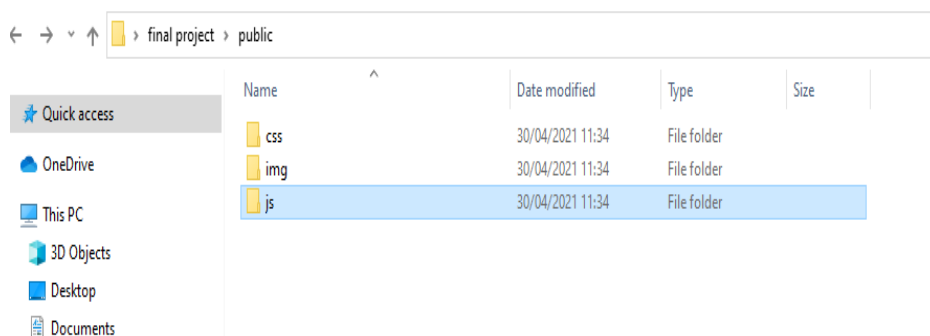 final project > public
Name Date modified Type Size
Quick access
css 30/04/2021 11:34 File folder
OneDrive
img 30/04/2021 11:34 File folder
js 30/04/2021 11:34 File folder
This PC
3D Objects
Desktop
Documents